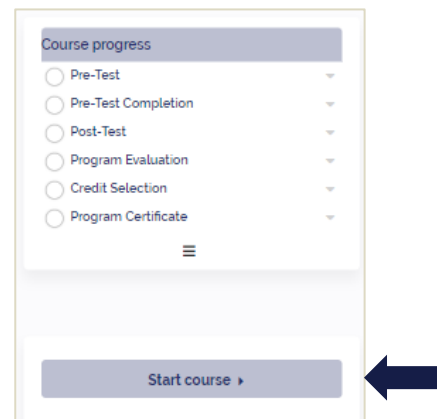 Course progress
Pre-Test
Pre-Test Completion
Post-Test
Program Evaluation
Credit Selection
Program Certificate
Start course